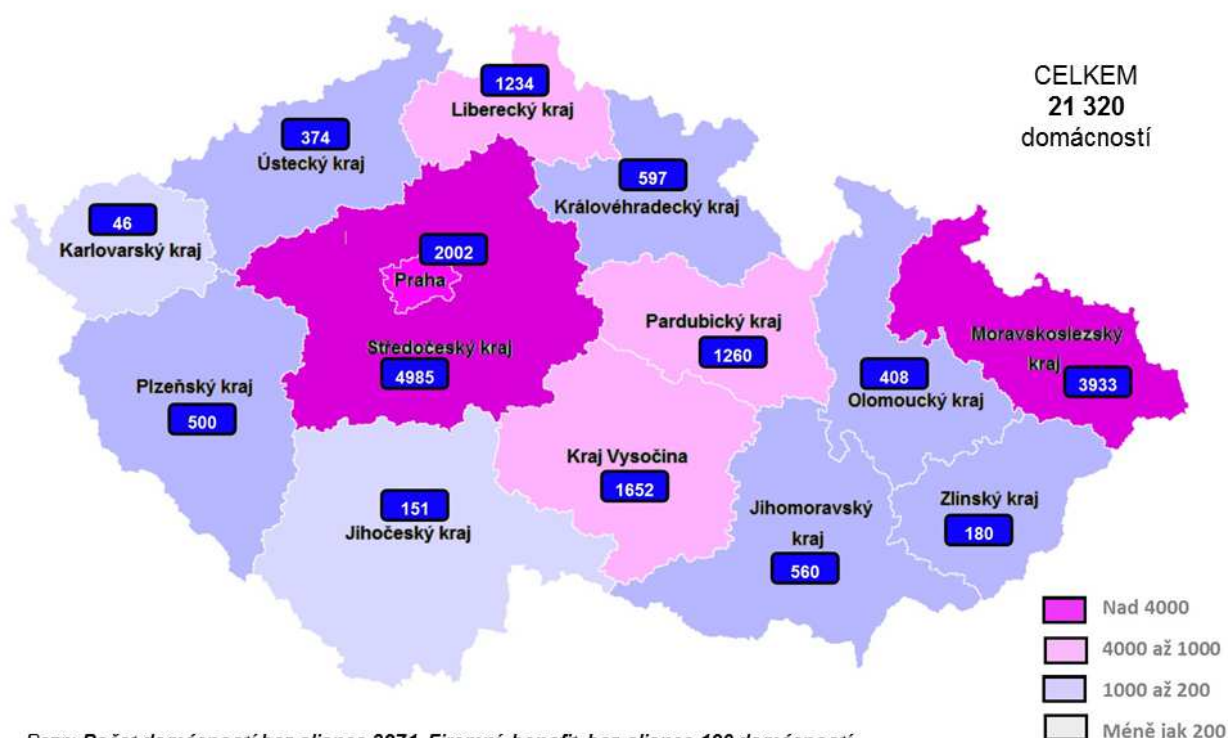 CELKEM
21 320
domácností
1234
Liberecký kraj
374
Ústecký kraj
597
Královéhradecký kraj
46
Karlovarský kraj
2002
Praha
Středočeský kraj
4985
Pardubický kraj
1260
Moravskoslezský
kraj
3933
408
Olomoucký kraj
Plzeňský kraj
500
Kraj Vysočina
1652
151
Jihočeský kraj
Jihomoravský
kraj
560
Zlínský kraj
180
Nad 4000
4000 až 1000
1000 až 200
Méně jak 200